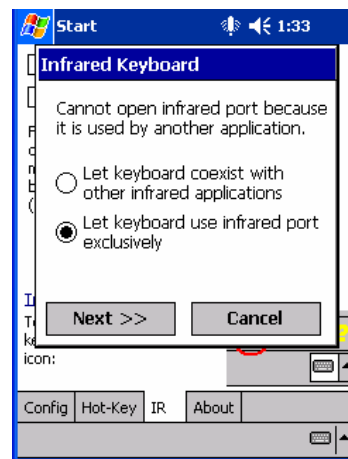 Start 1:33
Infrared Keyboard
Cannot open infrared port because
it is used by another application.
Let keyboard coexist with
other infrared applications
Let keyboard use infrared port
exclusively
Next >> Cancel
icon:
Config Hot-Key IR About